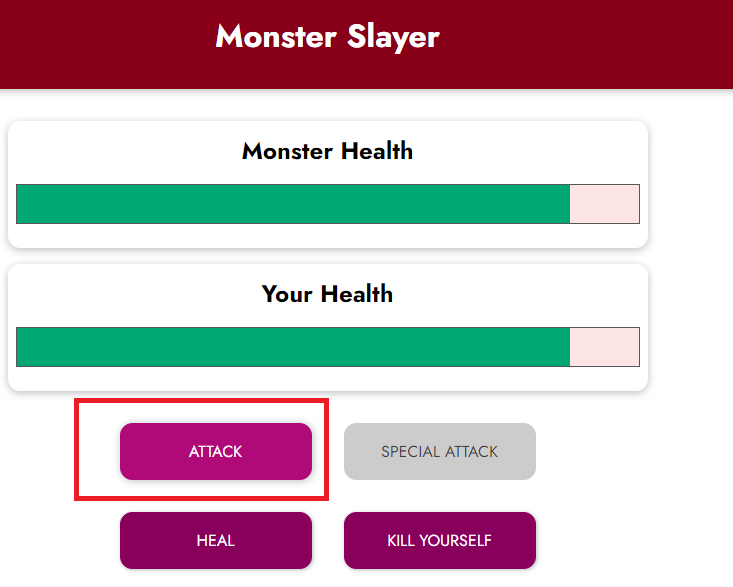 Monster Slayer
Monster Health
Your Health
ATTACK
SPECIAL ATTACK
HEAL
KILL YOURSELF